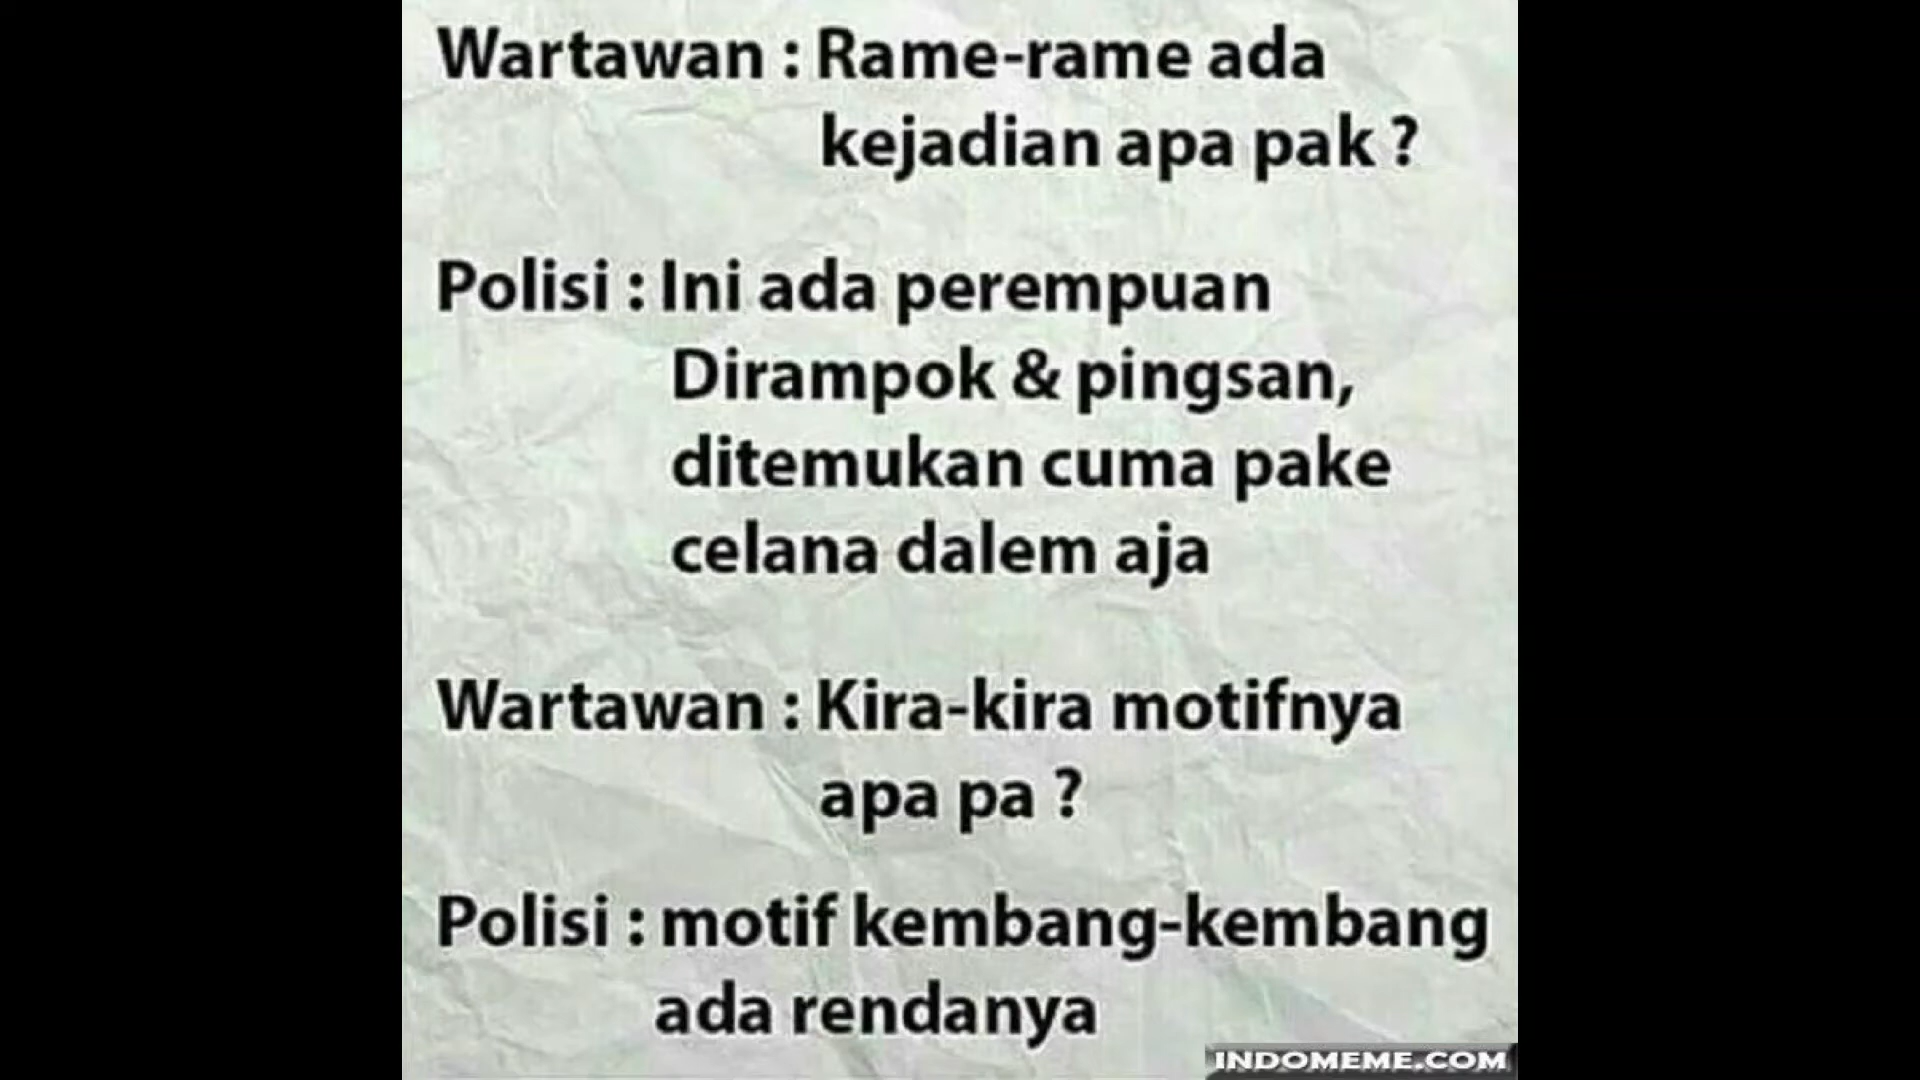 Wartawan : Rame-rame ada
kejadian apa pak ?
Polisi : Ini ada perempuan
Dirampok & pingsan,
ditemukan cuma pake
celana dalem aja
Wartawan : Kira-kira motifnya
apa pa ?
Polisi : motif kembang-kembang
ada rendanya
INDOMEME.COM